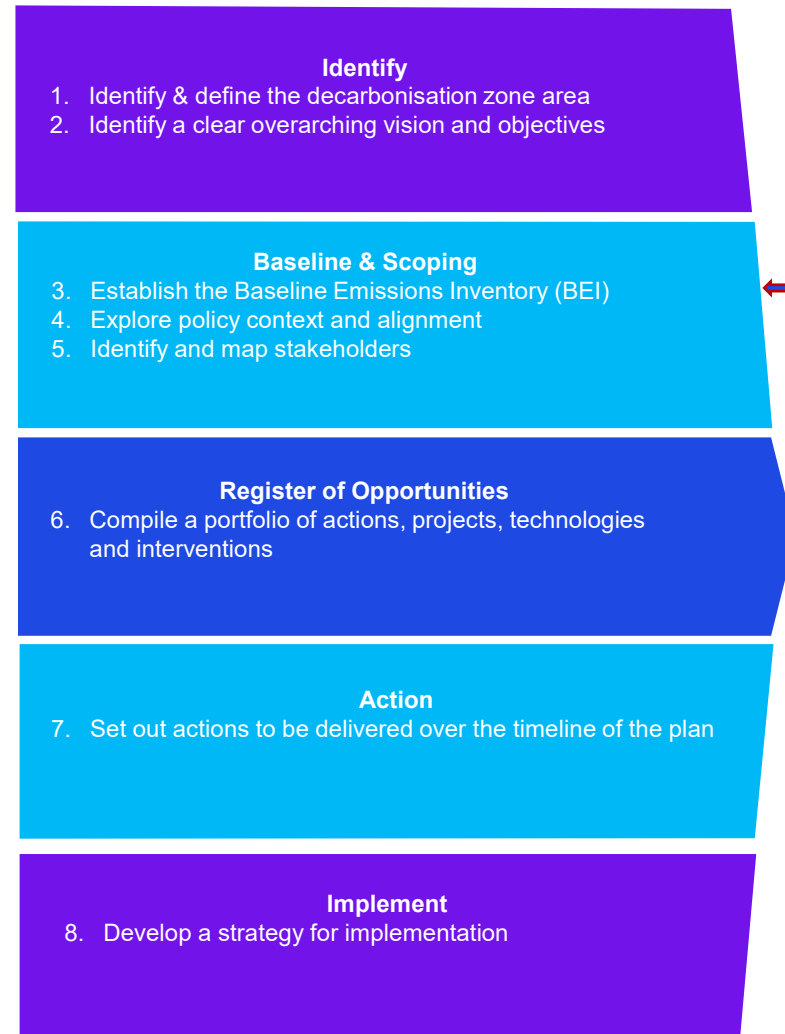 Identify
1. Identify & define the decarbonisation zone area
2. Identify a clear overarching vision and objectives
Baseline & Scoping
3. Establish the Baseline Emissions Inventory (BEI)
4. Explore policy context and alignment
5. Identify and map stakeholders
Register of Opportunities
6. Compile a portfolio of actions, projects, technologies
and interventions
Action
7. Set out actions to be delivered over the timeline of the plan
Implement
8. Develop a strategy for implementation